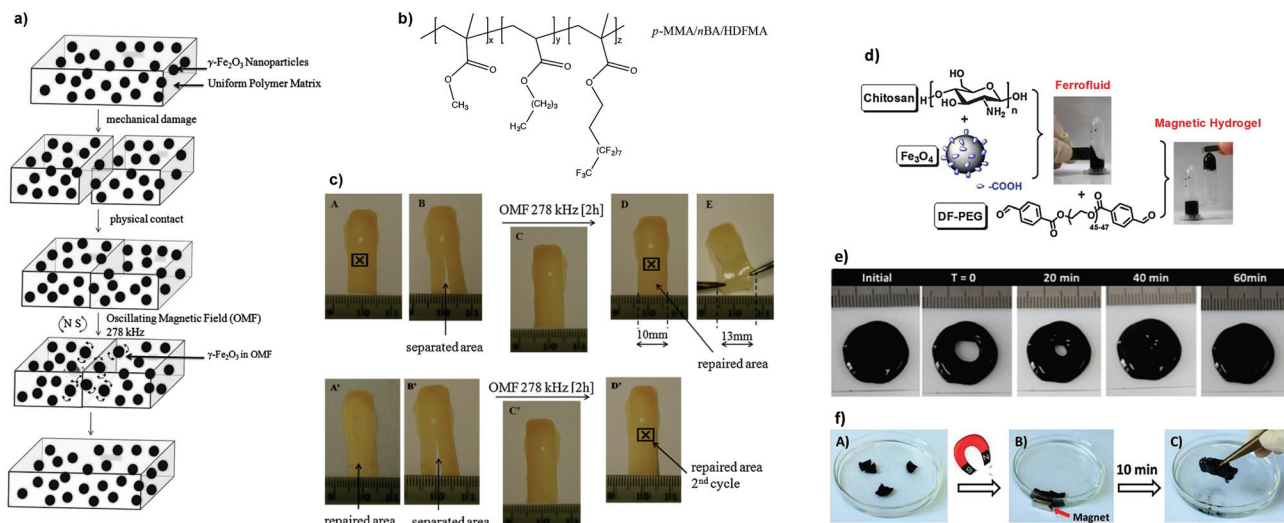 a)
γ-Fe₂O₃ Nanoparticles
Uniform Polymer Matrix
mechanical damage
physical contact
N S
Oscillating Magnetic Field (OMF)
278 kHz
γ-Fe₂O₃ in OMF
b)
x
y
z
p-MMA/nBA/HDFMA
O
O
O
O
O
O
CH₃
(CH₂)₃
H₃C
(CF₂)₇
F₃C
c)
A
B
OMF 278 kHz [2h]
C
D
E
separated area
10mm
13mm
repaired area
A'
B'
OMF 278 kHz [2h]
C'
D'
repaired area
2nd cycle
repaired area
separated area
d)
Chitosan
H
O
HO
O
HO
NH₂
OH
n
+
Fe₃O₄
-COOH
Ferrofluid
Magnetic Hydrogel
+
DF-PEG
O
O
O
O
O
O
45-47
e)
Initial
T = 0
20 min
40 min
60min
f)
A)
B)
C)
10 min
Magnet